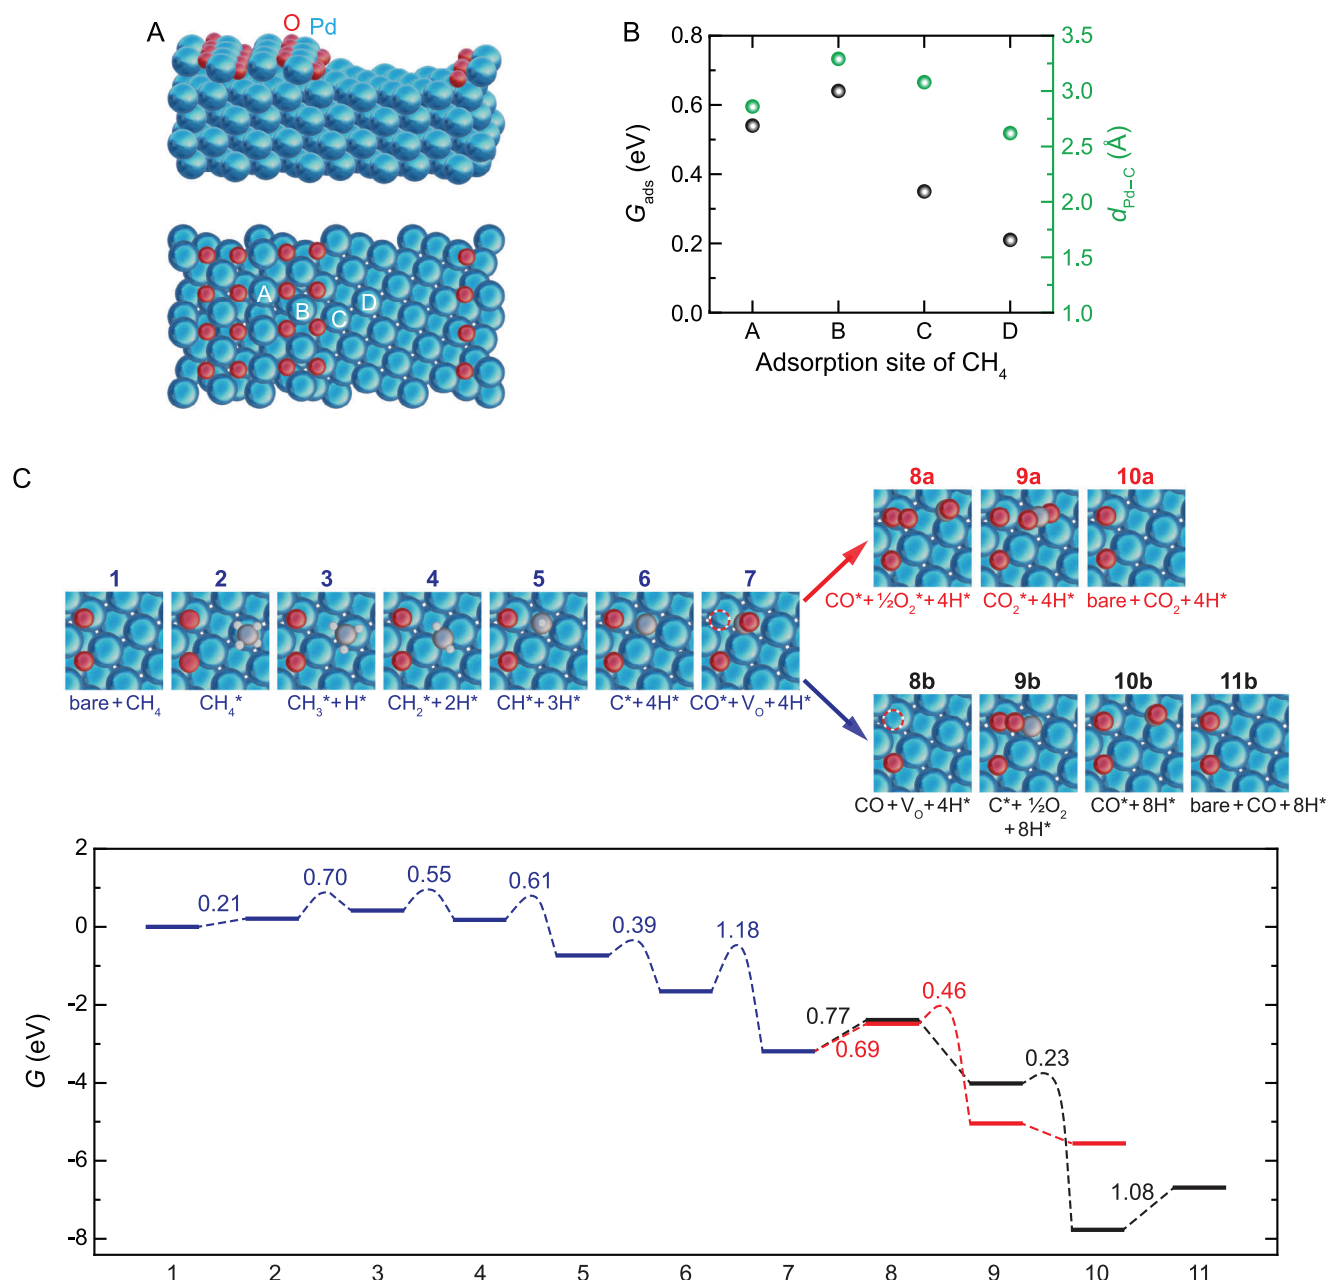 A
O Pd
A
B
C
D
B
0.8
0.6
0.4
0.2
0.0
G_ads (eV)
3.5
3.0
2.5
2.0
1.5
1.0
d_Pd–C (Å)
A B C D
Adsorption site of CH₄
C
8a 9a 10a
CO* + ½O₂* + 4H* CO₂* + 4H* bare + CO₂ + 4H*
1 2 3 4 5 6 7
bare + CH₄ CH₄* CH₃* + H* CH₂* + 2H* CH* + 3H* C* + 4H* CO* + V_O + 4H*
8b 9b 10b 11b
CO + V_O + 4H* C* + ½O₂ + 8H* CO* + 8H* bare + CO + 8H*
2
0
-2
-4
-6
-8
G (eV)
0.21
0.70
0.55
0.61
0.39
1.18
0.77
0.69
0.46
0.23
1.08
1 2 3 4 5 6 7 8 9 10 11